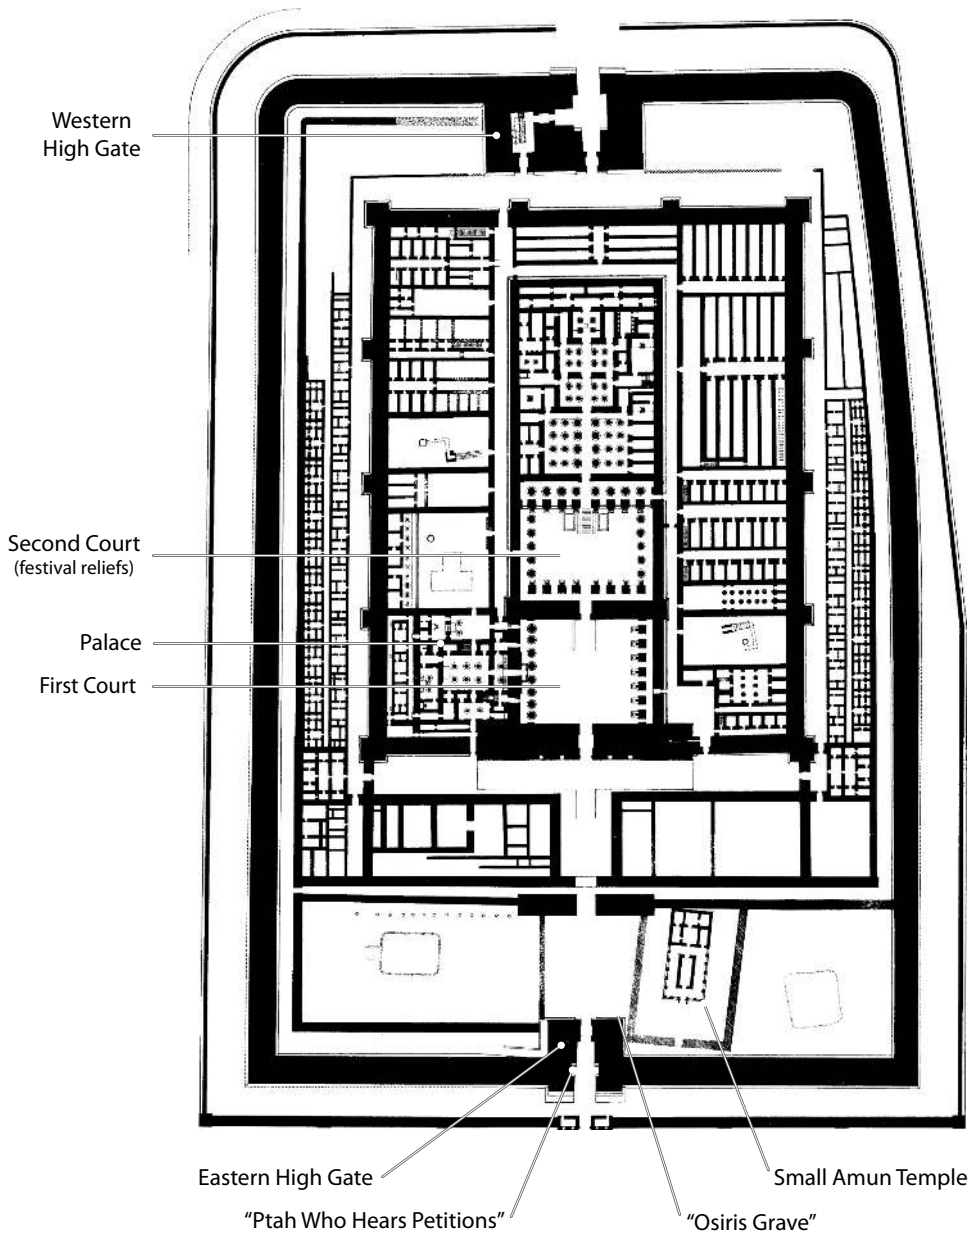 Western
High Gate
Second Court
(festival reliefs)
Palace
First Court
Eastern High Gate
Small Amun Temple
“Ptah Who Hears Petitions”
“Osiris Grave”